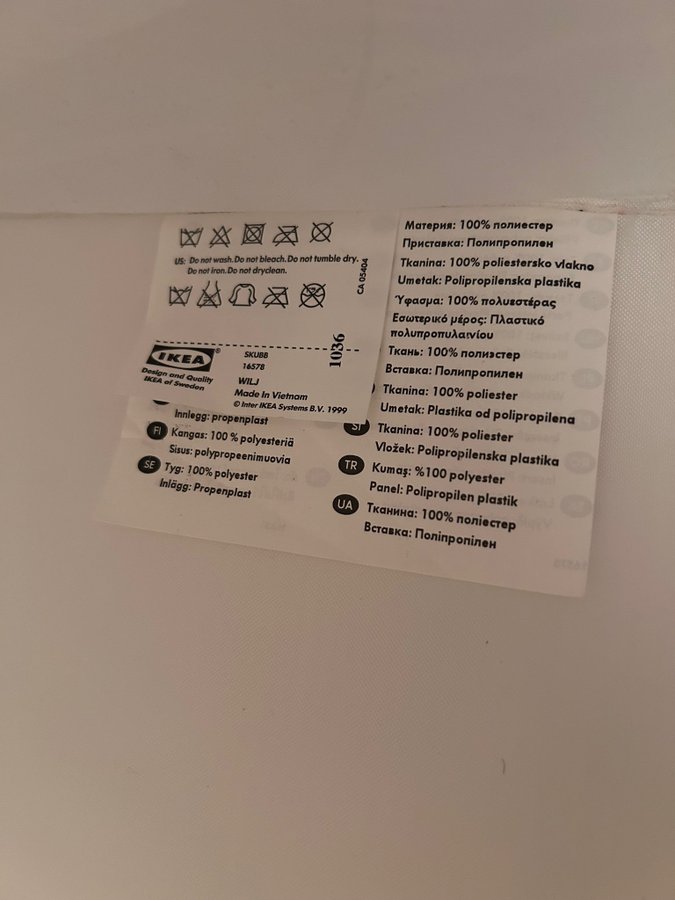 US: Do not wash. Do not bleach. Do not tumble dry.
Do not iron. Do not dryclean.
CA 05404
1036
IKEA®
Design and Quality
IKEA of Sweden
SKUBB
16578
WILJ
Made in Vietnam
© Inter IKEA Systems B.V. 1999
Innlegg: propenplast
FI Kangas: 100 % polyesteriä
Sisus: polypropeenimuovia
SE Tyg: 100% polyester
Inlägg: Propenplast
Материя: 100% полиестер
Приставка: Полипропилен
Tkanina: 100% poliestersko vlakno
Umetak: Polipropilenska plastika
Ύφασμα: 100% πολυεστέρας
Εσωτερικό μέρος: Πλαστικό
πολυπροπυλαινίου
Ткань: 100% полиэстер
Вставка: Полипропилен
Tkanina: 100% poliester
Umetak: Plastika od polipropilena
SI Tkanina: 100% poliester
Vložek: Polipropilenska plastika
TR Kumaş: %100 polyester
Panel: Polipropilen plastik
UA Тканина: 100% поліестер
Вставка: Поліпропілен